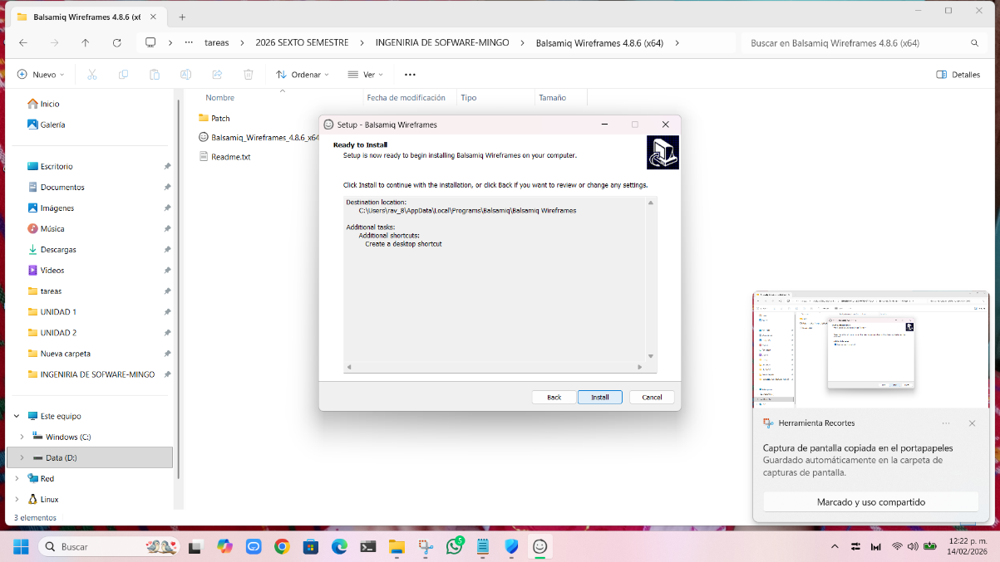 Balsamiq Wireframes 4.8.6 (x6
tareas
2026 SEXTO SEMESTRE
INGENIRIA DE SOFWARE-MINGO
Balsamiq Wireframes 4.8.6 (x64)
Buscar en Balsamiq Wireframes 4.8.6 (x64)
Nuevo
Ordenar
Ver
Detalles
Inicio
Galería
Escritorio
Documentos
Imágenes
Música
Descargas
Vídeos
tareas
UNIDAD 1
UNIDAD 2
Nueva carpeta
INGENIRIA DE SOFWARE-MINGO
Este equipo
Windows (C:)
Data (D:)
Red
Linux
3 elementos
Nombre
Fecha de modificación
Tipo
Tamaño
Patch
Balsamiq_Wireframes_4.8.6_x64
Readme.txt
Setup - Balsamiq Wireframes
Ready to Install
Setup is now ready to begin installing Balsamiq Wireframes on your computer.
Click Install to continue with the installation, or click Back if you want to review or change any settings.
Destination location:
C:\Users\rav_8\AppData\Local\Programs\Balsamiq\Balsamiq Wireframes
Additional tasks:
Additional shortcuts:
Create a desktop shortcut
Back
Install
Cancel
Herramienta Recortes
Captura de pantalla copiada en el portapapeles
Guardado automáticamente en la carpeta de
capturas de pantalla.
Marcado y uso compartido
Buscar
5
12:22 p. m.
14/02/2026